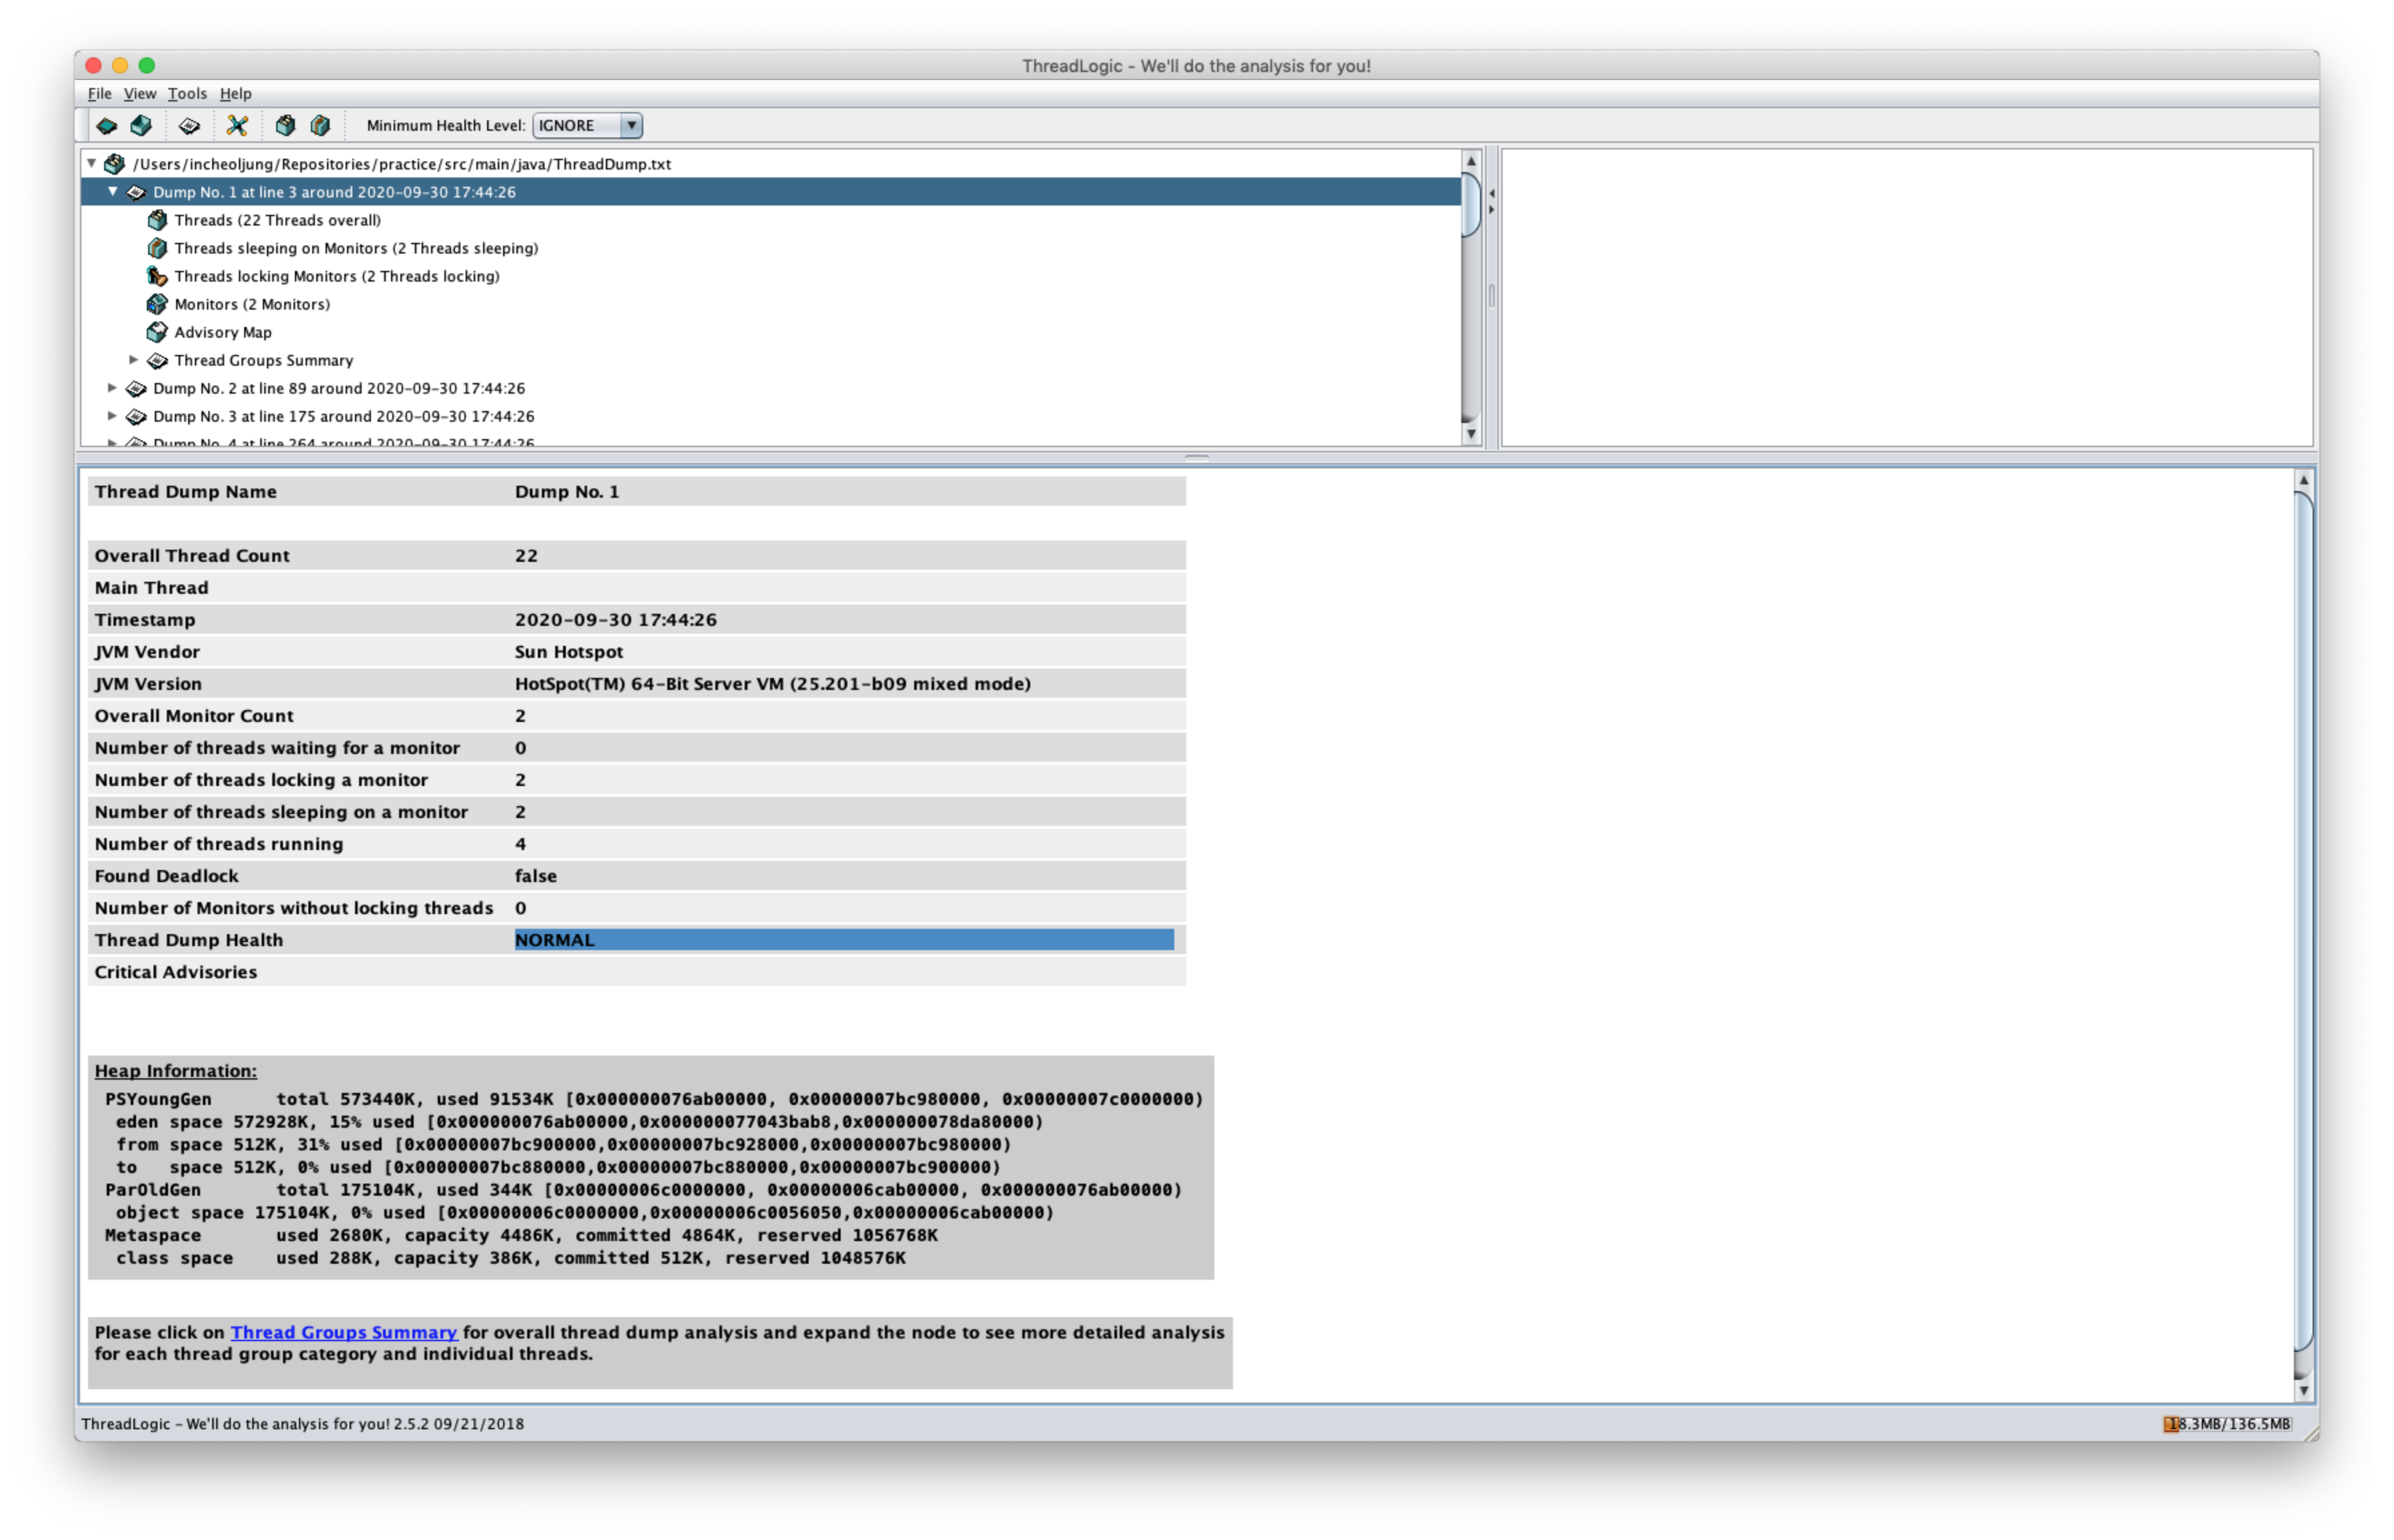 ThreadLogic - We'll do the analysis for you!
File View Tools Help
Minimum Health Level: IGNORE
/Users/incheoljung/Repositories/practice/src/main/java/ThreadDump.txt
Dump No. 1 at line 3 around 2020-09-30 17:44:26
Threads (22 Threads overall)
Threads sleeping on Monitors (2 Threads sleeping)
Threads locking Monitors (2 Threads locking)
Monitors (2 Monitors)
Advisory Map
Thread Groups Summary
Dump No. 2 at line 89 around 2020-09-30 17:44:26
Dump No. 3 at line 175 around 2020-09-30 17:44:26
Dump No. 4 at line 264 around 2020-09-30 17:44:26
Thread Dump Name Dump No. 1
Overall Thread Count 22
Main Thread
Timestamp 2020-09-30 17:44:26
JVM Vendor Sun Hotspot
JVM Version HotSpot(TM) 64-Bit Server VM (25.201-b09 mixed mode)
Overall Monitor Count 2
Number of threads waiting for a monitor 0
Number of threads locking a monitor 2
Number of threads sleeping on a monitor 2
Number of threads running 4
Found Deadlock false
Number of Monitors without locking threads 0
Thread Dump Health NORMAL
Critical Advisories
Heap Information:
PSYoungGen total 573440K, used 91534K [0x000000076ab00000, 0x00000007bc980000, 0x00000007c0000000)
eden space 572928K, 15% used [0x000000076ab00000,0x000000077043bab8,0x000000078da80000)
from space 512K, 31% used [0x00000007bc900000,0x00000007bc928000,0x00000007bc980000)
to space 512K, 0% used [0x00000007bc880000,0x00000007bc880000,0x00000007bc900000)
ParOldGen total 175104K, used 344K [0x00000006c0000000, 0x00000006cab00000, 0x000000076ab00000)
object space 175104K, 0% used [0x00000006c0000000,0x00000006c0056050,0x00000006cab00000)
Metaspace used 2680K, capacity 4486K, committed 4864K, reserved 1056768K
class space used 288K, capacity 386K, committed 512K, reserved 1048576K
Please click on Thread Groups Summary for overall thread dump analysis and expand the node to see more detailed analysis
for each thread group category and individual threads.
ThreadLogic - We'll do the analysis for you! 2.5.2 09/21/2018
18.3MB/136.5MB